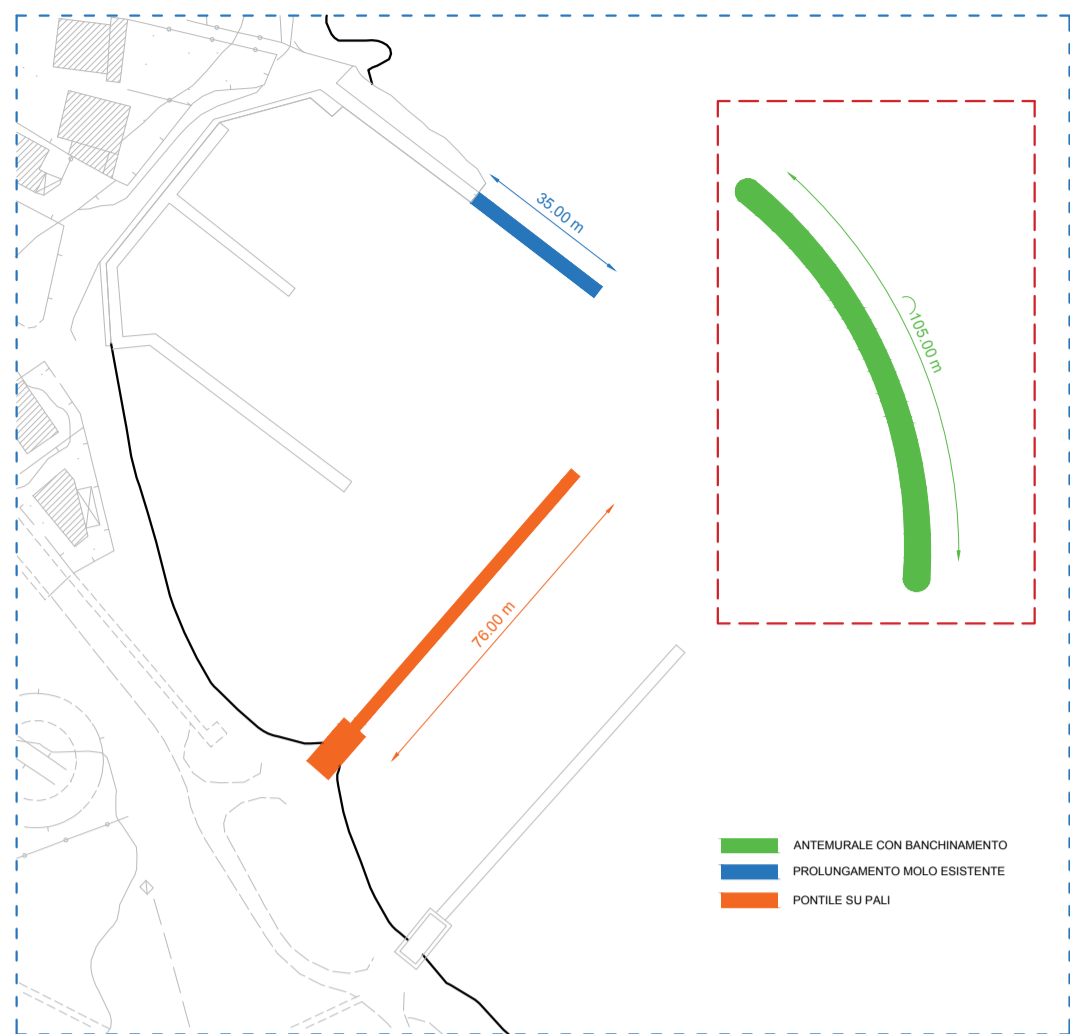 35.00 m
105.00 m
76.00 m
ANTEMURALE CON BANCHINAMENTO
PROLUNGAMENTO MOLO ESISTENTE
PONTILE SU PALI